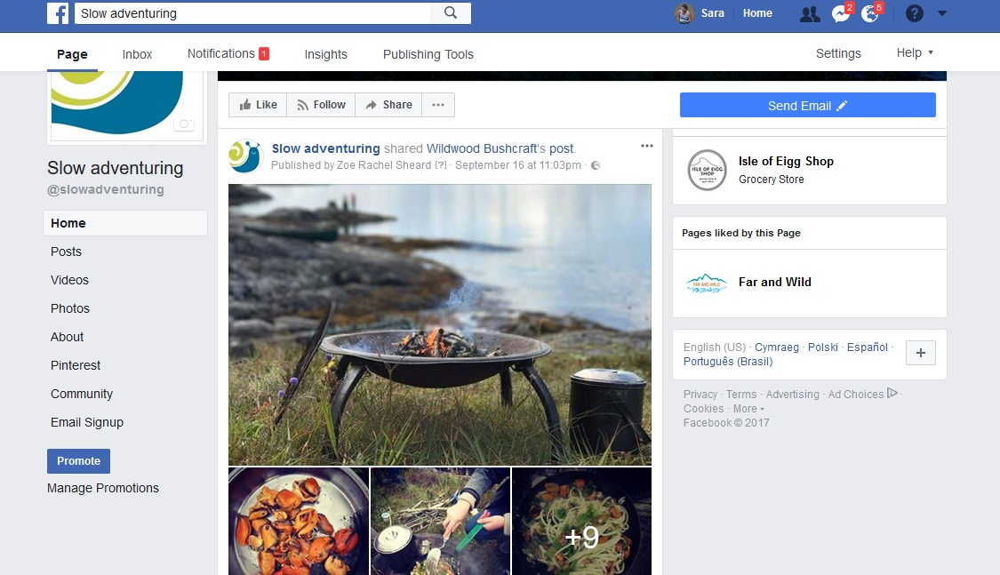 Slow adventuring
Sara
Home
2
5
?
Page
Inbox
Notifications 1
Insights
Publishing Tools
Settings
Help
Like
Follow
Share
Send Email
Slow adventuring
@slowadventuring
Home
Posts
Videos
Photos
About
Pinterest
Community
Email Signup
Promote
Manage Promotions
Slow adventuring shared Wildwood Bushcraft's post.
Published by Zoe Rachel Sheard [?] · September 16 at 11:03pm ·
+9
ISLE OF EIGG
SHOP
Isle of Eigg Shop
Grocery Store
Pages liked by this Page
FAR AND WILD
Far and Wild
English (US) · Cymraeg · Polski · Español ·
Português (Brasil)
Privacy · Terms · Advertising · Ad Choices ·
Cookies · More
Facebook © 2017